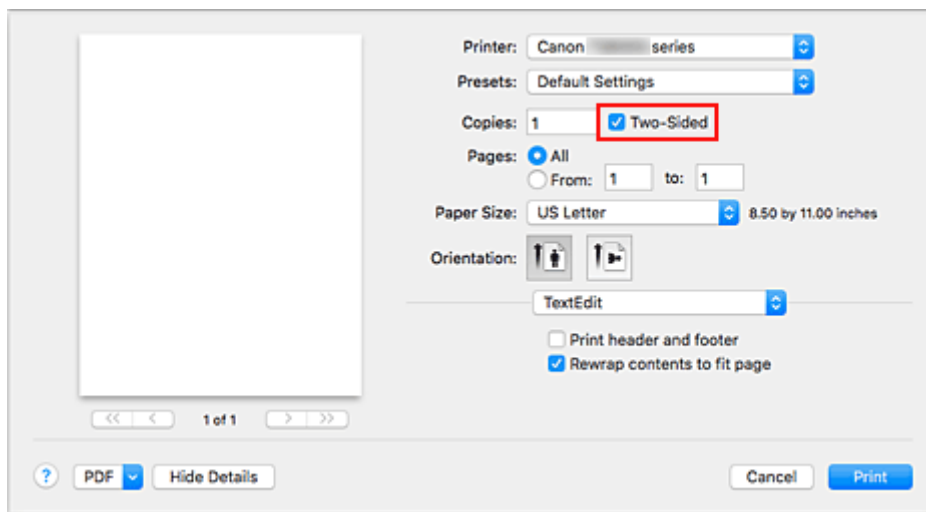 Printer: Canon series
Presets: Default Settings
Copies: 1 Two-Sided
Pages: All
From: 1 to: 1
Paper Size: US Letter 8.50 by 11.00 inches
Orientation:
TextEdit
Print header and footer
Rewrap contents to fit page
<< < 1 of 1 > >>
? PDF Hide Details Cancel Print